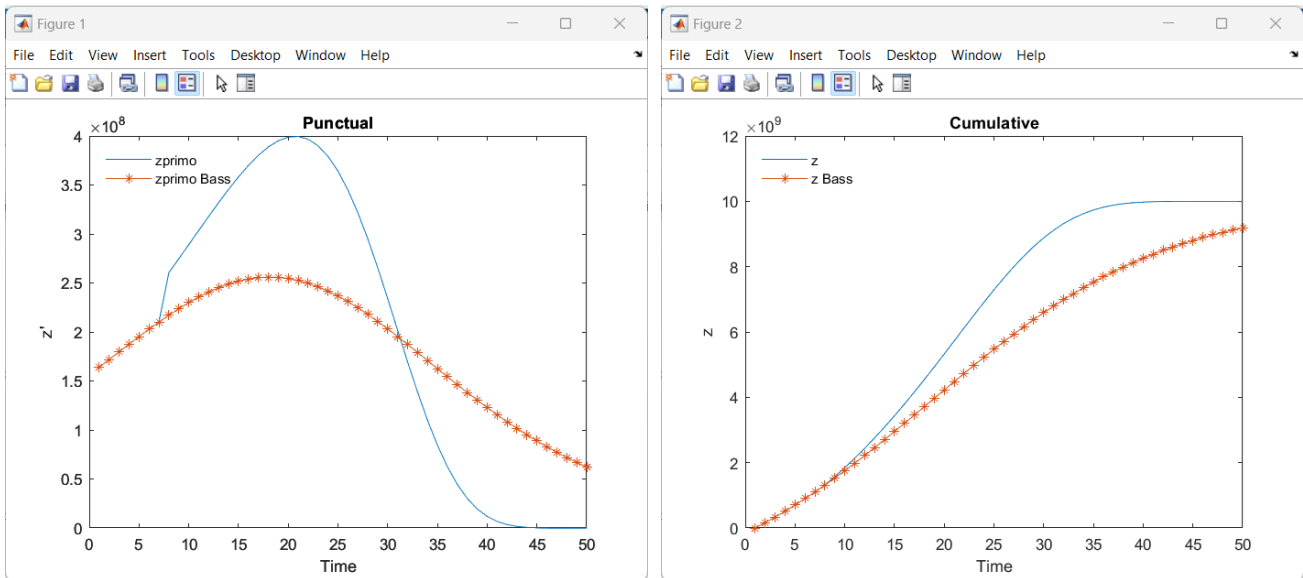 Figure 1
File Edit View Insert Tools Desktop Window Help
Punctual
×10^8
zprimo
zprimo Bass
4
3.5
3
2.5
2
1.5
1
0.5
0
z'
0 5 10 15 20 25 30 35 40 45 50
Time
Figure 2
File Edit View Insert Tools Desktop Window Help
Cumulative
×10^9
z
z Bass
12
10
8
6
4
2
0
z
0 5 10 15 20 25 30 35 40 45 50
Time